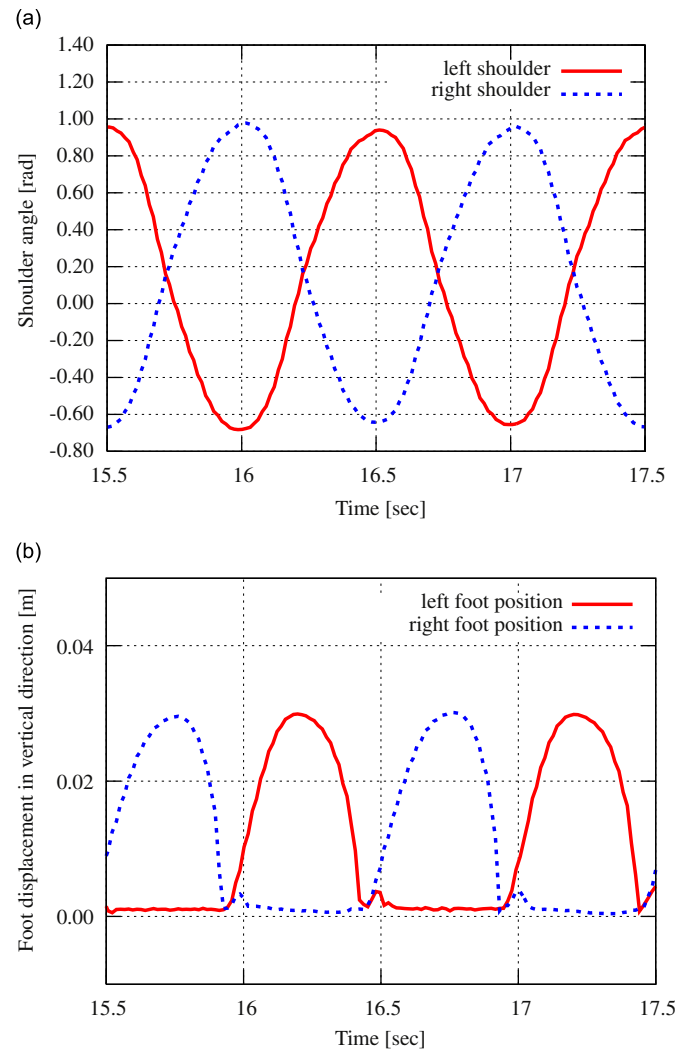 (a)
1.40
1.20
1.00
0.80
0.60
0.40
0.20
0.00
-0.20
-0.40
-0.60
-0.80
Shoulder angle [rad]
left shoulder
right shoulder
15.5 16 16.5 17 17.5
Time [sec]
(b)
0.04
0.02
0.00
Foot displacement in vertical direction [m]
left foot position
right foot position
15.5 16 16.5 17 17.5
Time [sec]